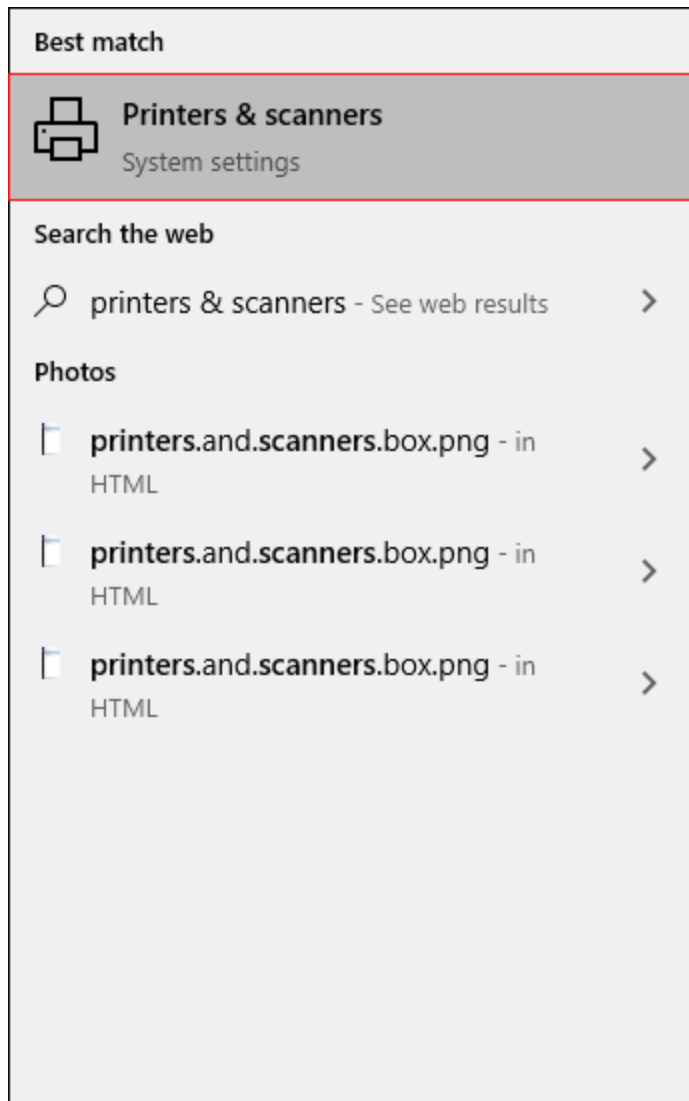 Best match
Printers & scanners
System settings
Search the web
printers & scanners - See web results
Photos
printers.and.scanners.box.png - in
HTML
printers.and.scanners.box.png - in
HTML
printers.and.scanners.box.png - in
HTML